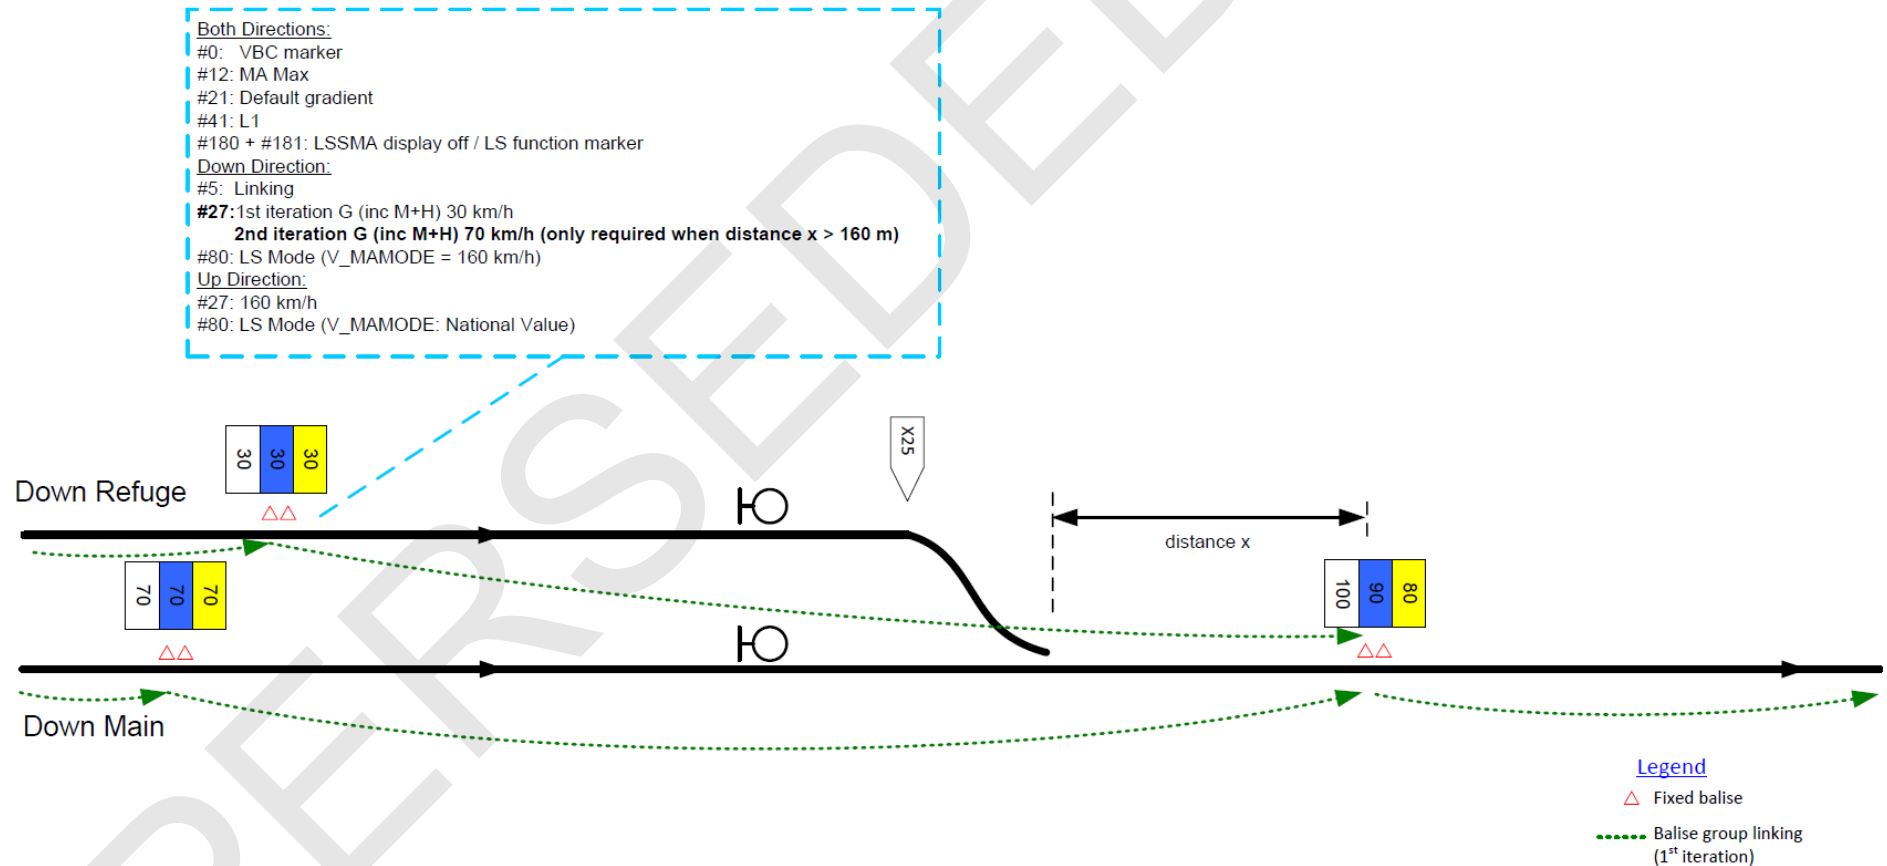 Both Directions:
#0: VBC marker
#12: MA Max
#21: Default gradient
#41: L1
#180 + #181: LSSMA display off / LS function marker
Down Direction:
#5: Linking
#27:1st iteration G (inc M+H) 30 km/h
2nd iteration G (inc M+H) 70 km/h (only required when distance x > 160 m)
#80: LS Mode (V_MAMODE = 160 km/h)
Up Direction:
#27: 160 km/h
#80: LS Mode (V_MAMODE: National Value)
30 30 30
X25
Down Refuge
distance x
70 70 70
100 90 80
Down Main
Legend
Fixed balise
Balise group linking
(1st iteration)
PERSEDED